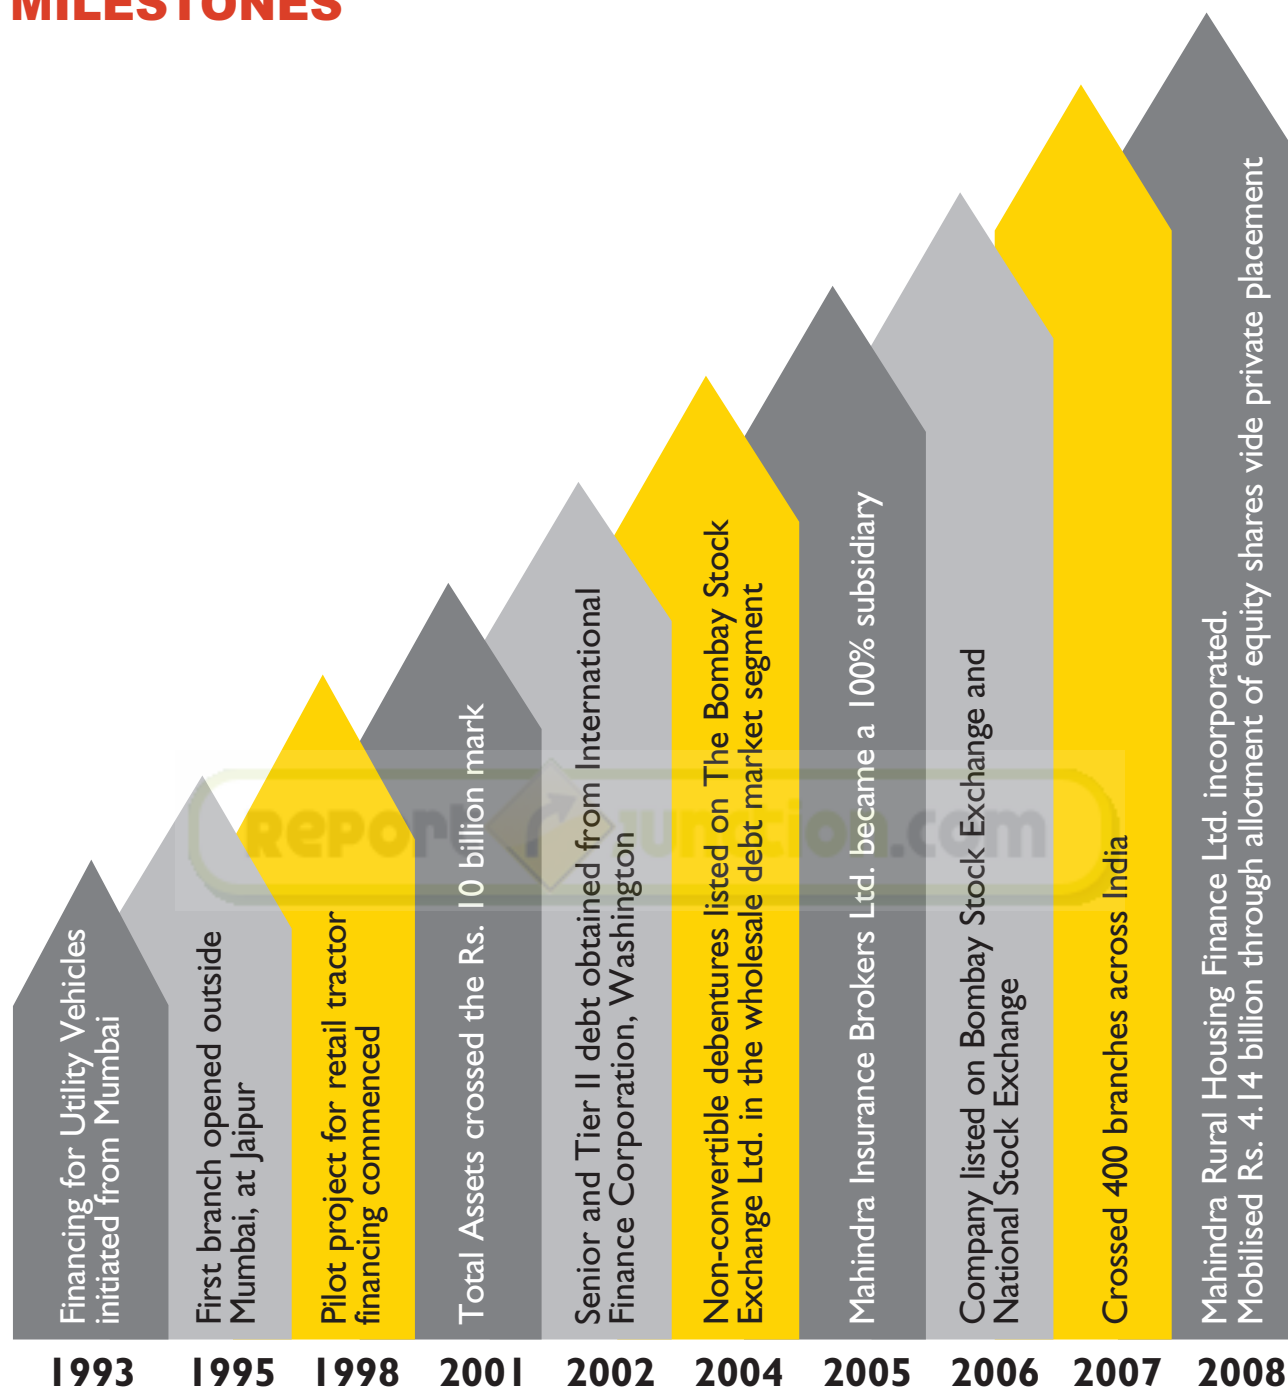 MILESTONES
Financing for Utility Vehicles
initiated from Mumbai
First branch opened outside
Mumbai, at Jaipur
Pilot project for retail tractor
financing commenced
Total Assets crossed the Rs. 10 billion mark
Senior and Tier II debt obtained from International
Finance Corporation, Washington
Non-convertible debentures listed on The Bombay Stock
Exchange Ltd. in the wholesale debt market segment
Mahindra Insurance Brokers Ltd. became a 100% subsidiary
Company listed on Bombay Stock Exchange and
National Stock Exchange
Crossed 400 branches across India
Mahindra Rural Housing Finance Ltd. incorporated.
Mobilised Rs. 4.14 billion through allotment of equity shares vide private placement
report junction.com
1993 1995 1998 2001 2002 2004 2005 2006 2007 2008